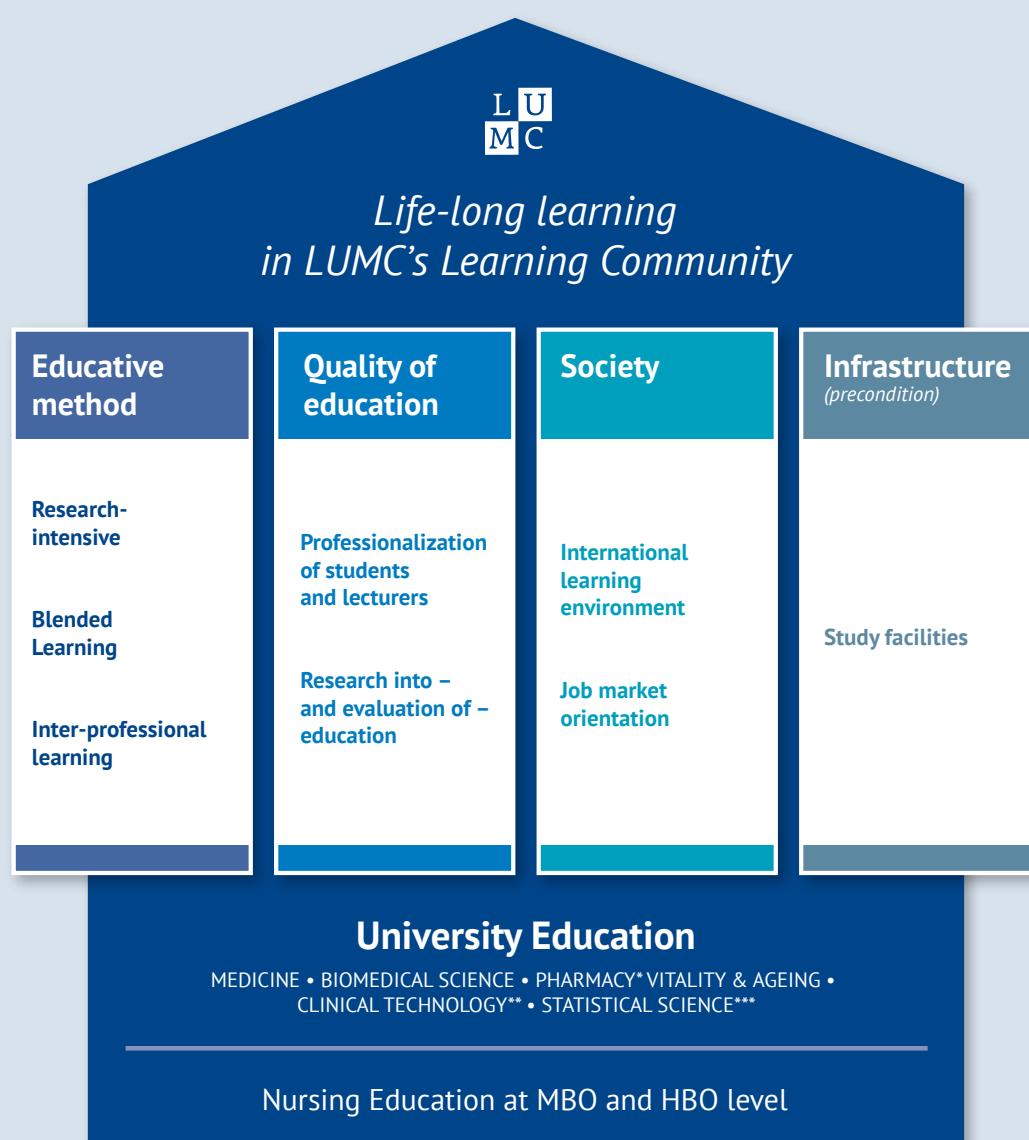 L U
M C
Life-long learning
in LUMC's Learning Community
Educative
method
Research-
intensive
Blended
Learning
Inter-professional
learning
Quality of
education
Professionalization
of students
and lecturers
Research into –
and evaluation of –
education
Society
International
learning
environment
Job market
orientation
Infrastructure
(precondition)
Study facilities
University Education
MEDICINE • BIOMEDICAL SCIENCE • PHARMACY* VITALITY & AGEING •
CLINICAL TECHNOLOGY** • STATISTICAL SCIENCE***
Nursing Education at MBO and HBO level